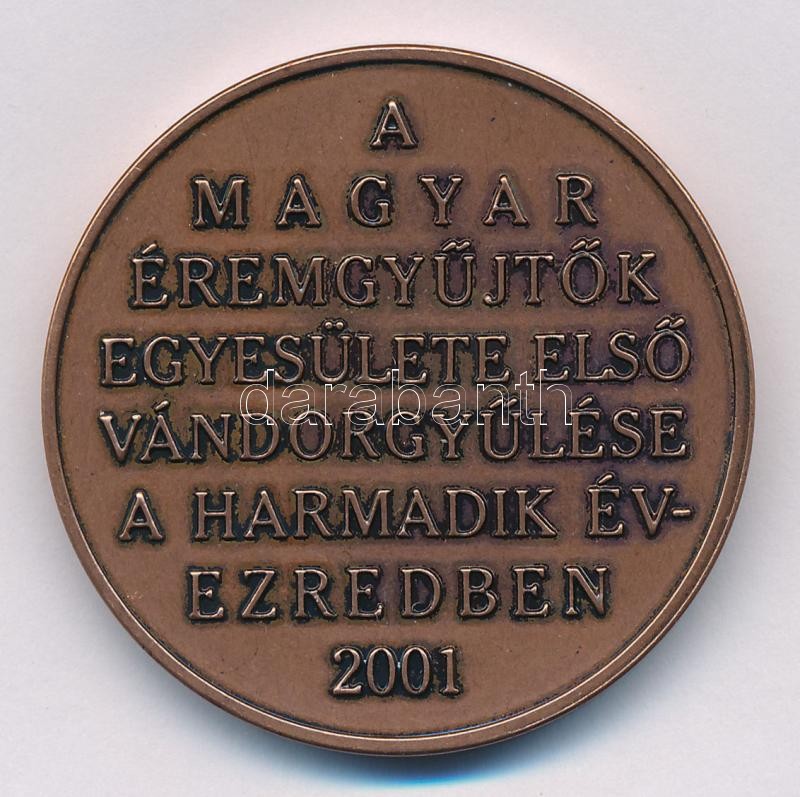 A
MAGYAR
ÉREMGYŰJTŐK
EGYESÜLETE ELSŐ
darabanth
VÁNDORGYŰLÉSE
A HARMADIK ÉV-
EZREDBEN
2001